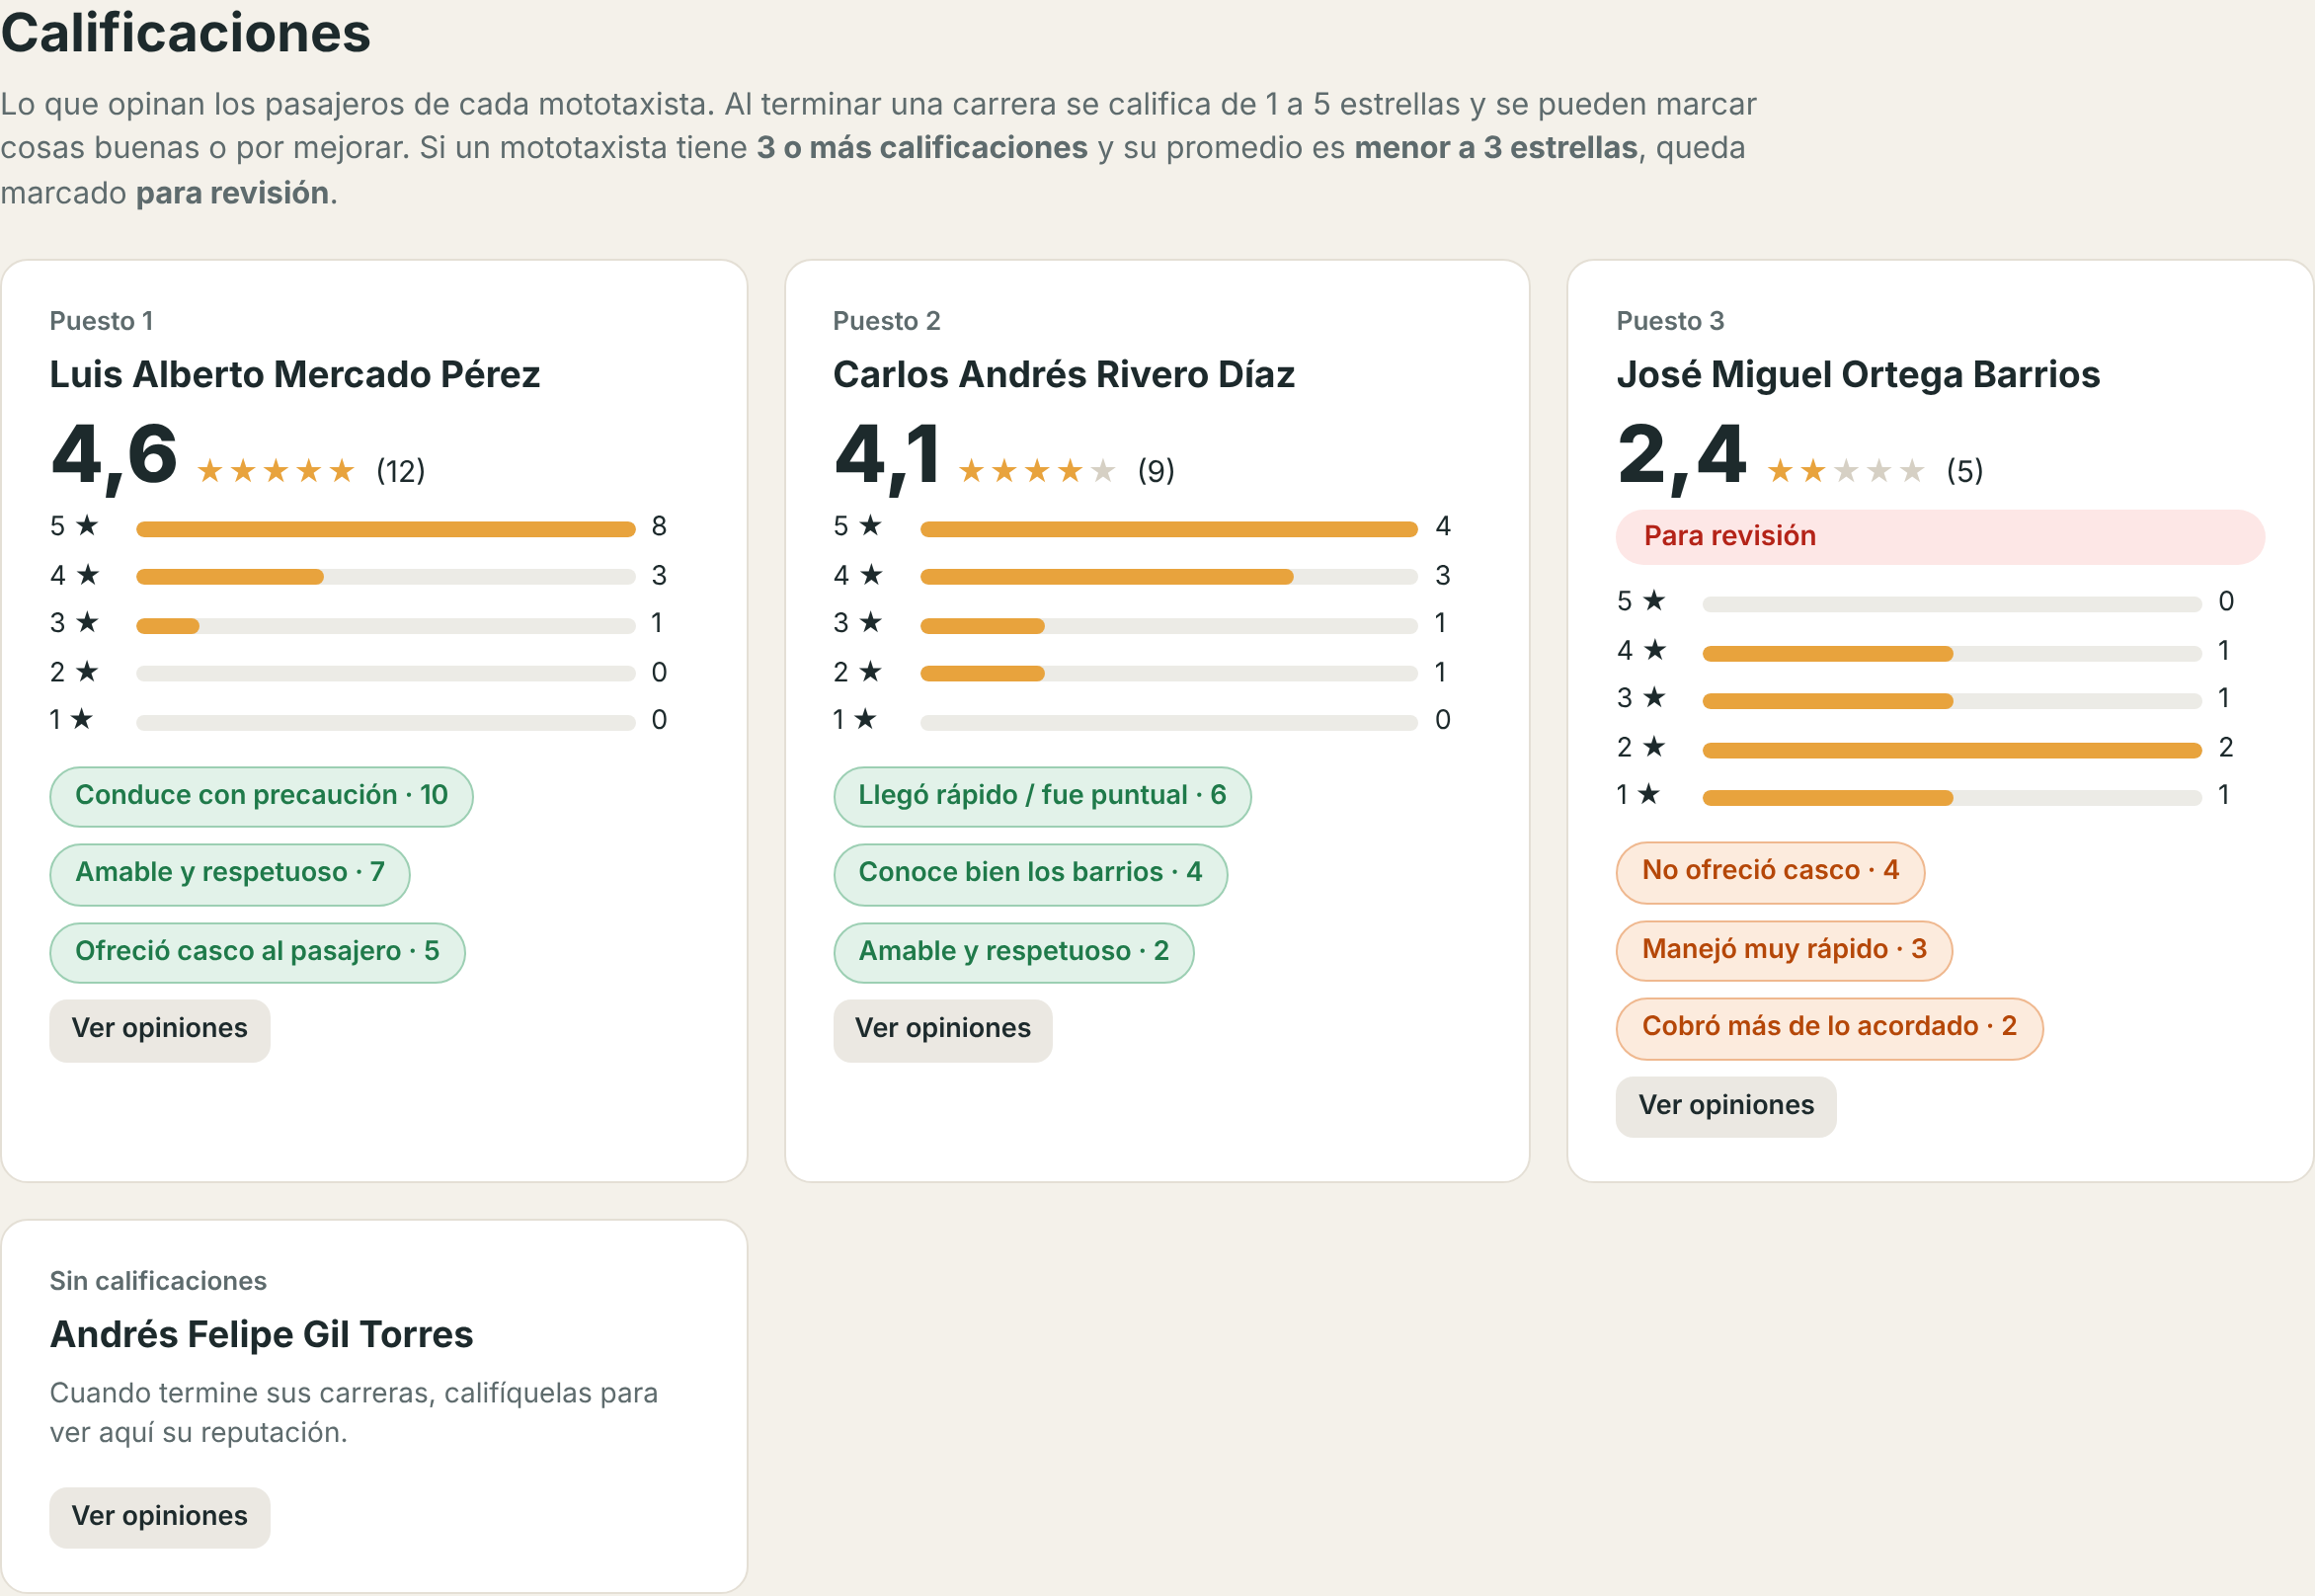 Calificaciones
Lo que opinan los pasajeros de cada mototaxista. Al terminar una carrera se califica de 1 a 5 estrellas y se pueden marcar
cosas buenas o por mejorar. Si un mototaxista tiene 3 o más calificaciones y su promedio es menor a 3 estrellas, queda
marcado para revisión.
Puesto 1
Luis Alberto Mercado Pérez
4,6 ★★★★★ (12)
5 ★ 8
4 ★ 3
3 ★ 1
2 ★ 0
1 ★ 0
Conduce con precaución · 10
Amable y respetuoso · 7
Ofreció casco al pasajero · 5
Ver opiniones
Puesto 2
Carlos Andrés Rivero Díaz
4,1 ★★★★★ (9)
5 ★ 4
4 ★ 3
3 ★ 1
2 ★ 1
1 ★ 0
Llegó rápido / fue puntual · 6
Conoce bien los barrios · 4
Amable y respetuoso · 2
Ver opiniones
Puesto 3
José Miguel Ortega Barrios
2,4 ★★★★★ (5)
Para revisión
5 ★ 0
4 ★ 1
3 ★ 1
2 ★ 2
1 ★ 1
No ofreció casco · 4
Manejó muy rápido · 3
Cobró más de lo acordado · 2
Ver opiniones
Sin calificaciones
Andrés Felipe Gil Torres
Cuando termine sus carreras, califíquelas para
ver aquí su reputación.
Ver opiniones